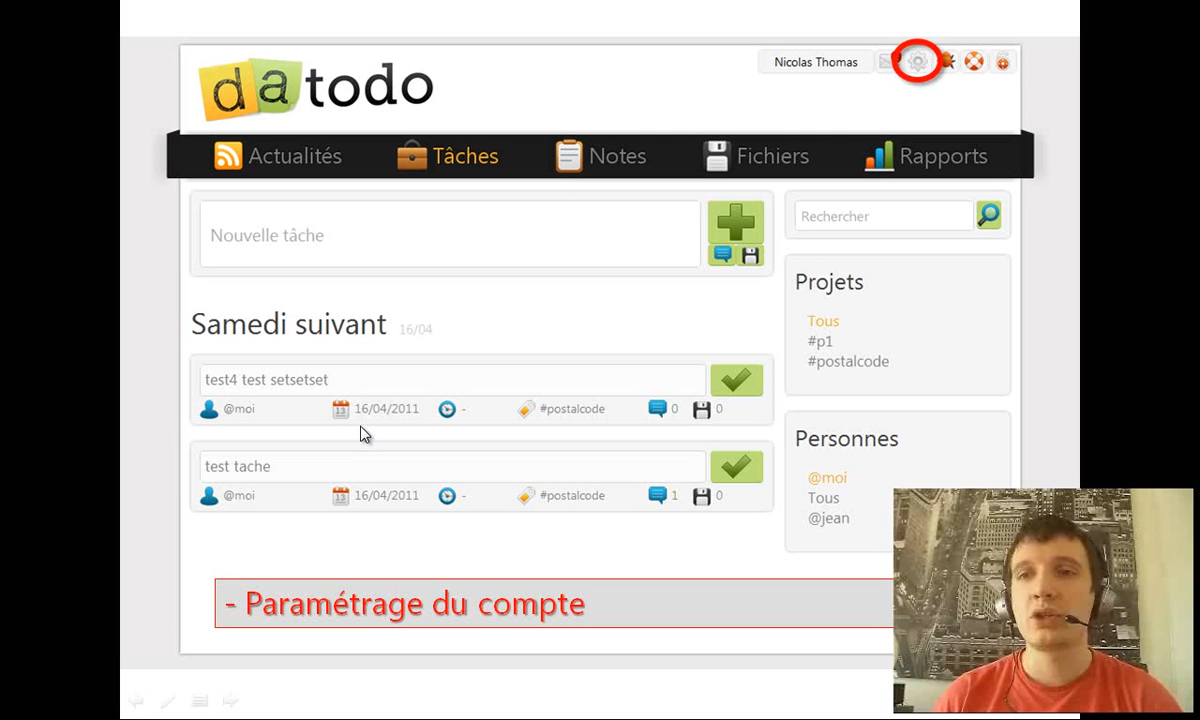 Nicolas Thomas
datodo
Actualités Tâches Notes Fichiers Rapports
Nouvelle tâche
Rechercher
Samedi suivant 16/04
test4 test setsetset
@moi 13 16/04/2011 - #postalcode 0 0
test tache
@moi 13 16/04/2011 - #postalcode 1 0
Projets
Tous
#p1
#postalcode
Personnes
@moi
Tous
@jean
- Paramétrage du compte